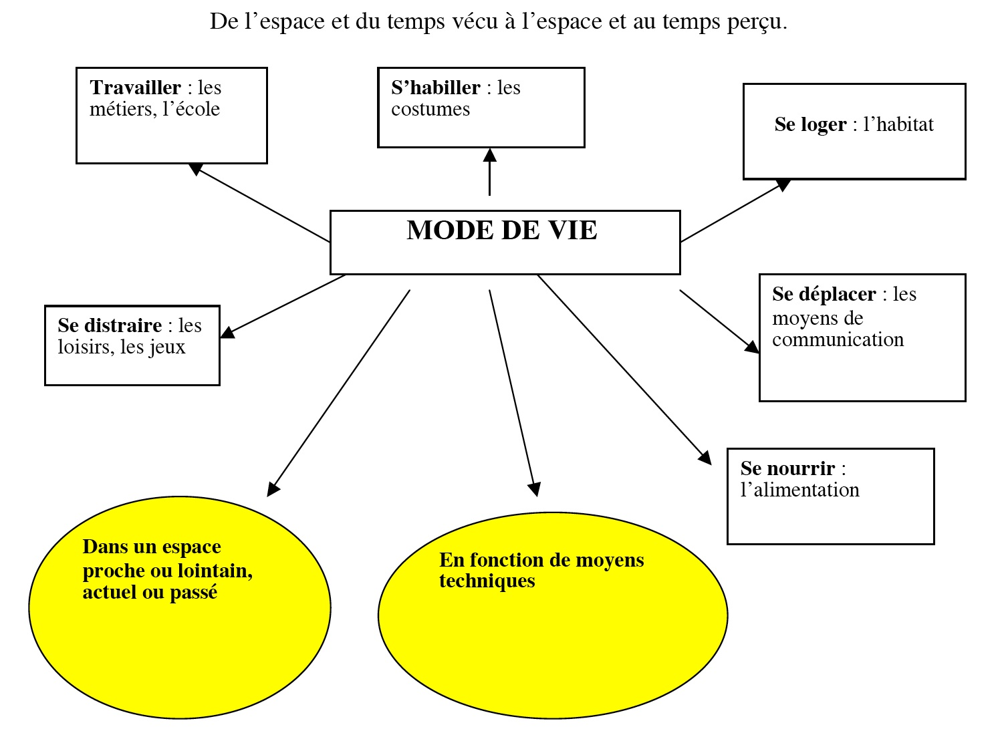 De l’espace et du temps vécu à l’espace et au temps perçu.
Travailler : les
métiers, l’école
S’habiller : les
costumes
Se loger : l’habitat
MODE DE VIE
Se distraire : les
loisirs, les jeux
Se déplacer : les
moyens de
communication
Se nourrir :
l’alimentation
Dans un espace
proche ou lointain,
actuel ou passé
En fonction de moyens
techniques